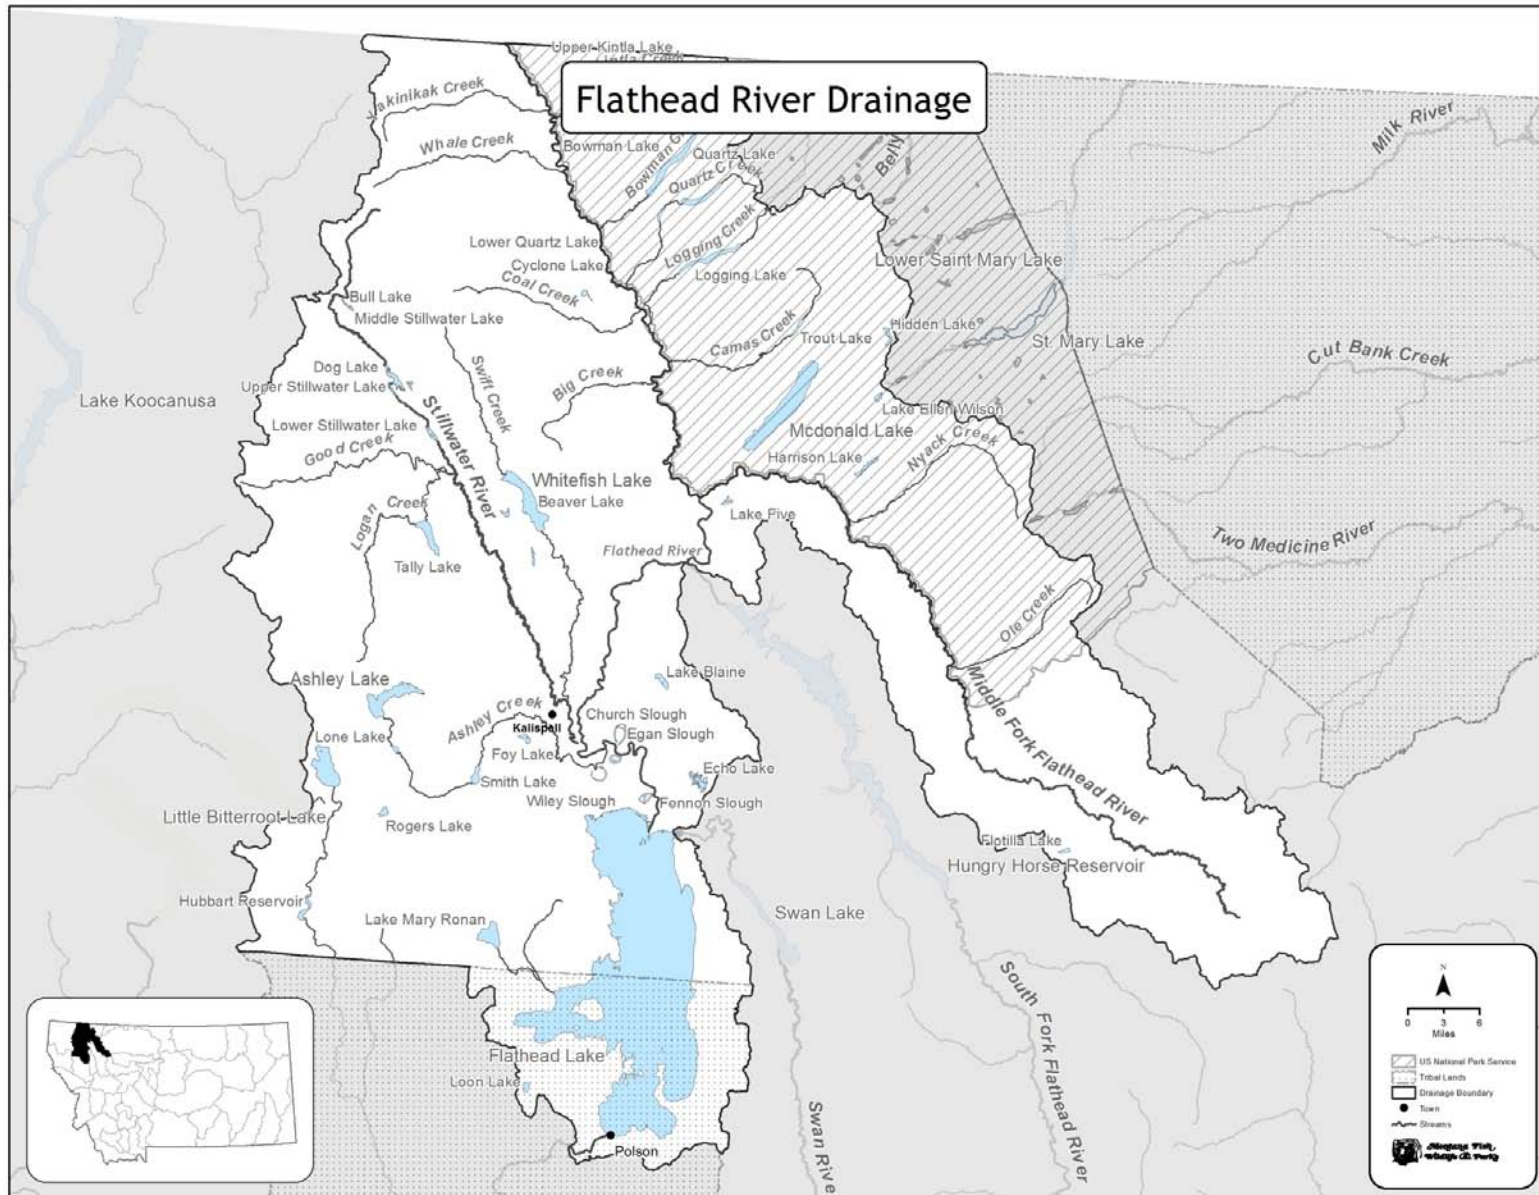 Upper Kintla Lake
Kintla Creek
Flathead River Drainage
Yakinikak Creek
Whale Creek
Bowman Lake
Quartz Lake
Quartz Creek
Belly
Milk River
Logging Creek
Lower Quartz Lake
Cyclone Lake
Coal Creek
Logging Lake
Lower Saint Mary Lake
Bull Lake
Middle Stillwater Lake
Camas Creek
Trout Lake
Hidden Lake
St. Mary Lake
Cut Bank Creek
Dog Lake
Upper Stillwater Lake
Swift Creek
Big Creek
Lake Koocanusa
Stillwater River
Lower Stillwater Lake
Good Creek
Lake Ellen Wilson
Mcdonald Lake
Harrison Lake
Nyack Creek
Whitefish Lake
Beaver Lake
Logan Creek
Lake Five
Tally Lake
Flathead River
Two Medicine River
Ole Creek
Ashley Lake
Lake Blaine
Ashley Creek
Kalispell
Church Slough
Egan Slough
Lone Lake
Foy Lake
Smith Lake
Echo Lake
Wiley Slough
Fennon Slough
Middle Fork Flathead River
Little Bitterroot Lake
Rogers Lake
Flotilla Lake
Hungry Horse Reservoir
Hubbart Reservoir
Lake Mary Ronan
Swan Lake
South Fork Flathead River
Flathead Lake
Loon Lake
Swan Rive
Polson
N
0 3 6
Miles
US National Park Service
Tribal Lands
Drainage Boundary
Town
Streams
Montana Fish
Wildlife & Parks